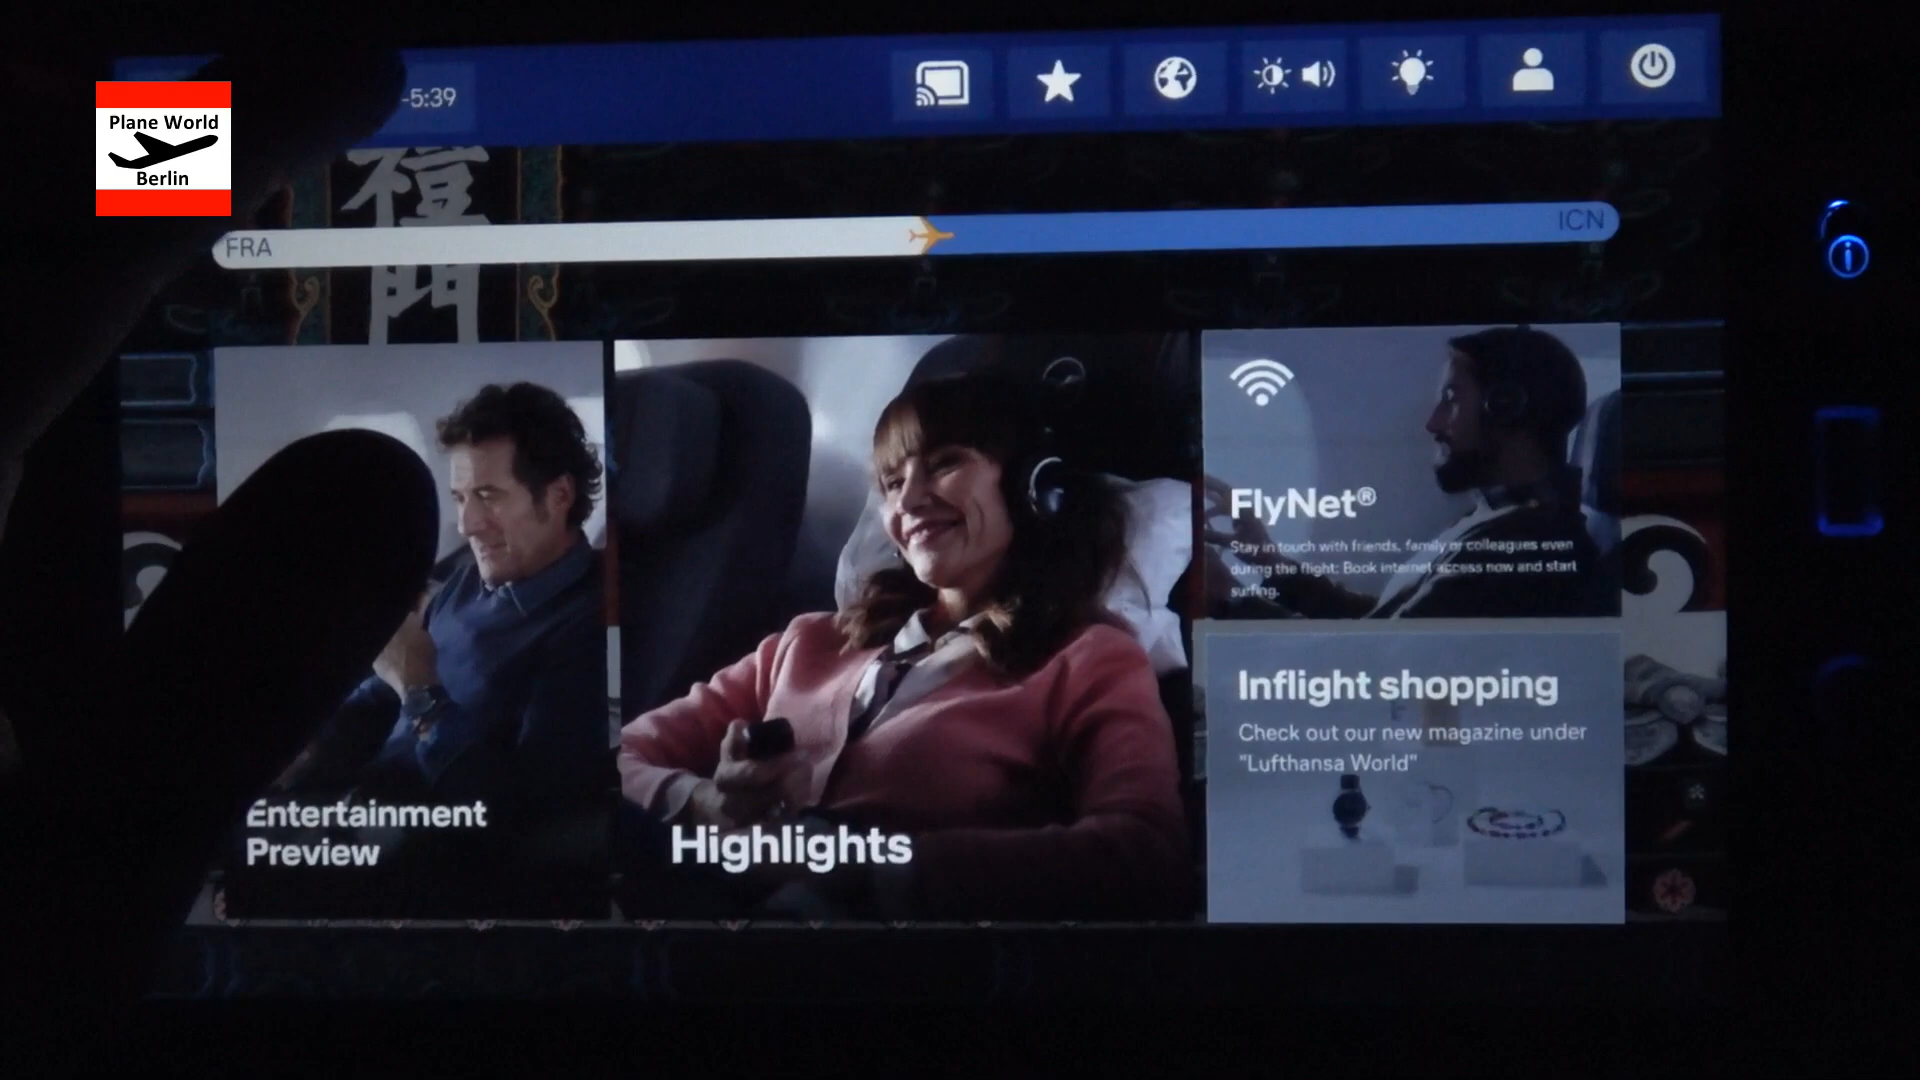 -5:39
Plane World
Berlin
禧
門
FRA
ICN
FlyNet®
Stay in touch with friends, family or colleagues even
during the flight: Book internet access now and start
surfing.
Inflight shopping
Check out our new magazine under
"Lufthansa World"
Entertainment
Preview
Highlights